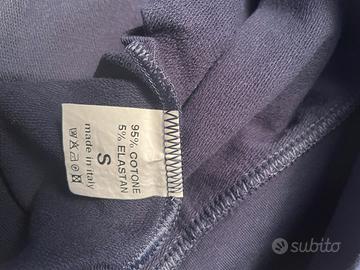 95% COTONE
5% ELASTAN
S
made in italy
subito